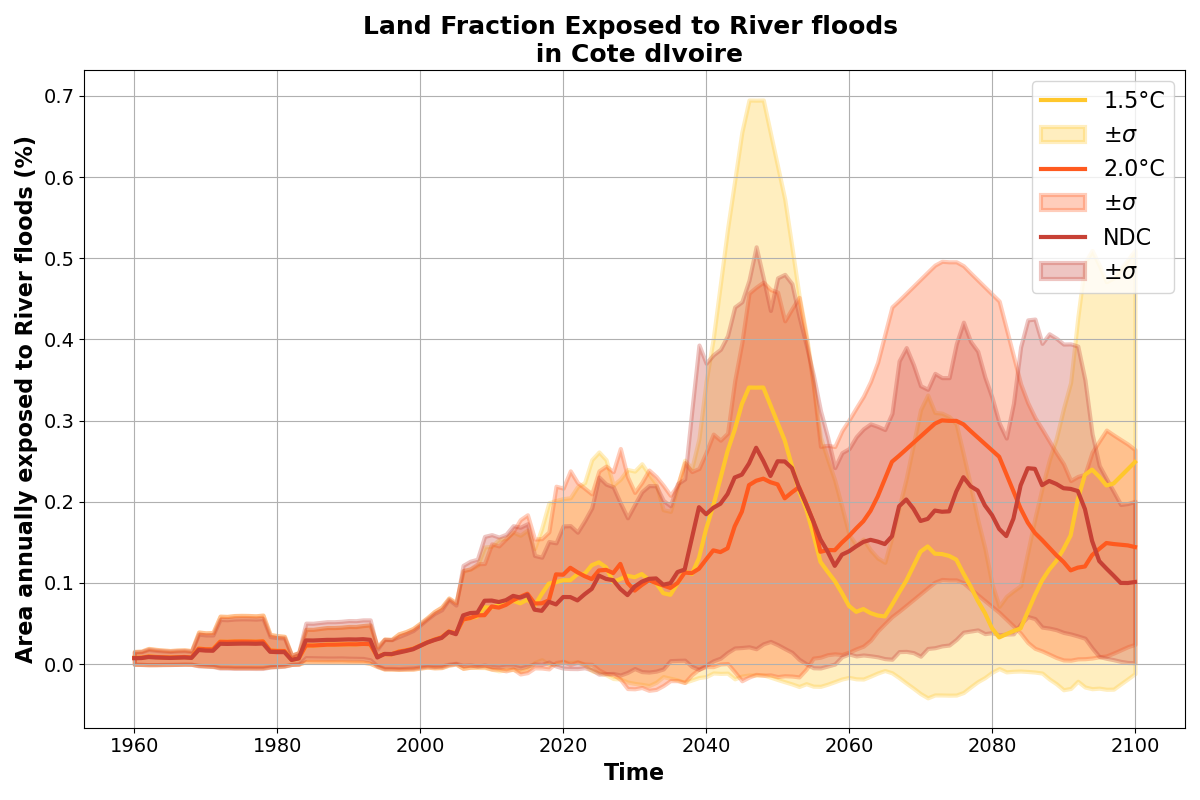 Land Fraction Exposed to River floods
in Cote dIvoire
Area annually exposed to River floods (%)
0.7
0.6
0.5
0.4
0.3
0.2
0.1
0.0
1960
1980
2000
2020
2040
2060
2080
2100
Time
1.5°C
±σ
2.0°C
±σ
NDC
±σ